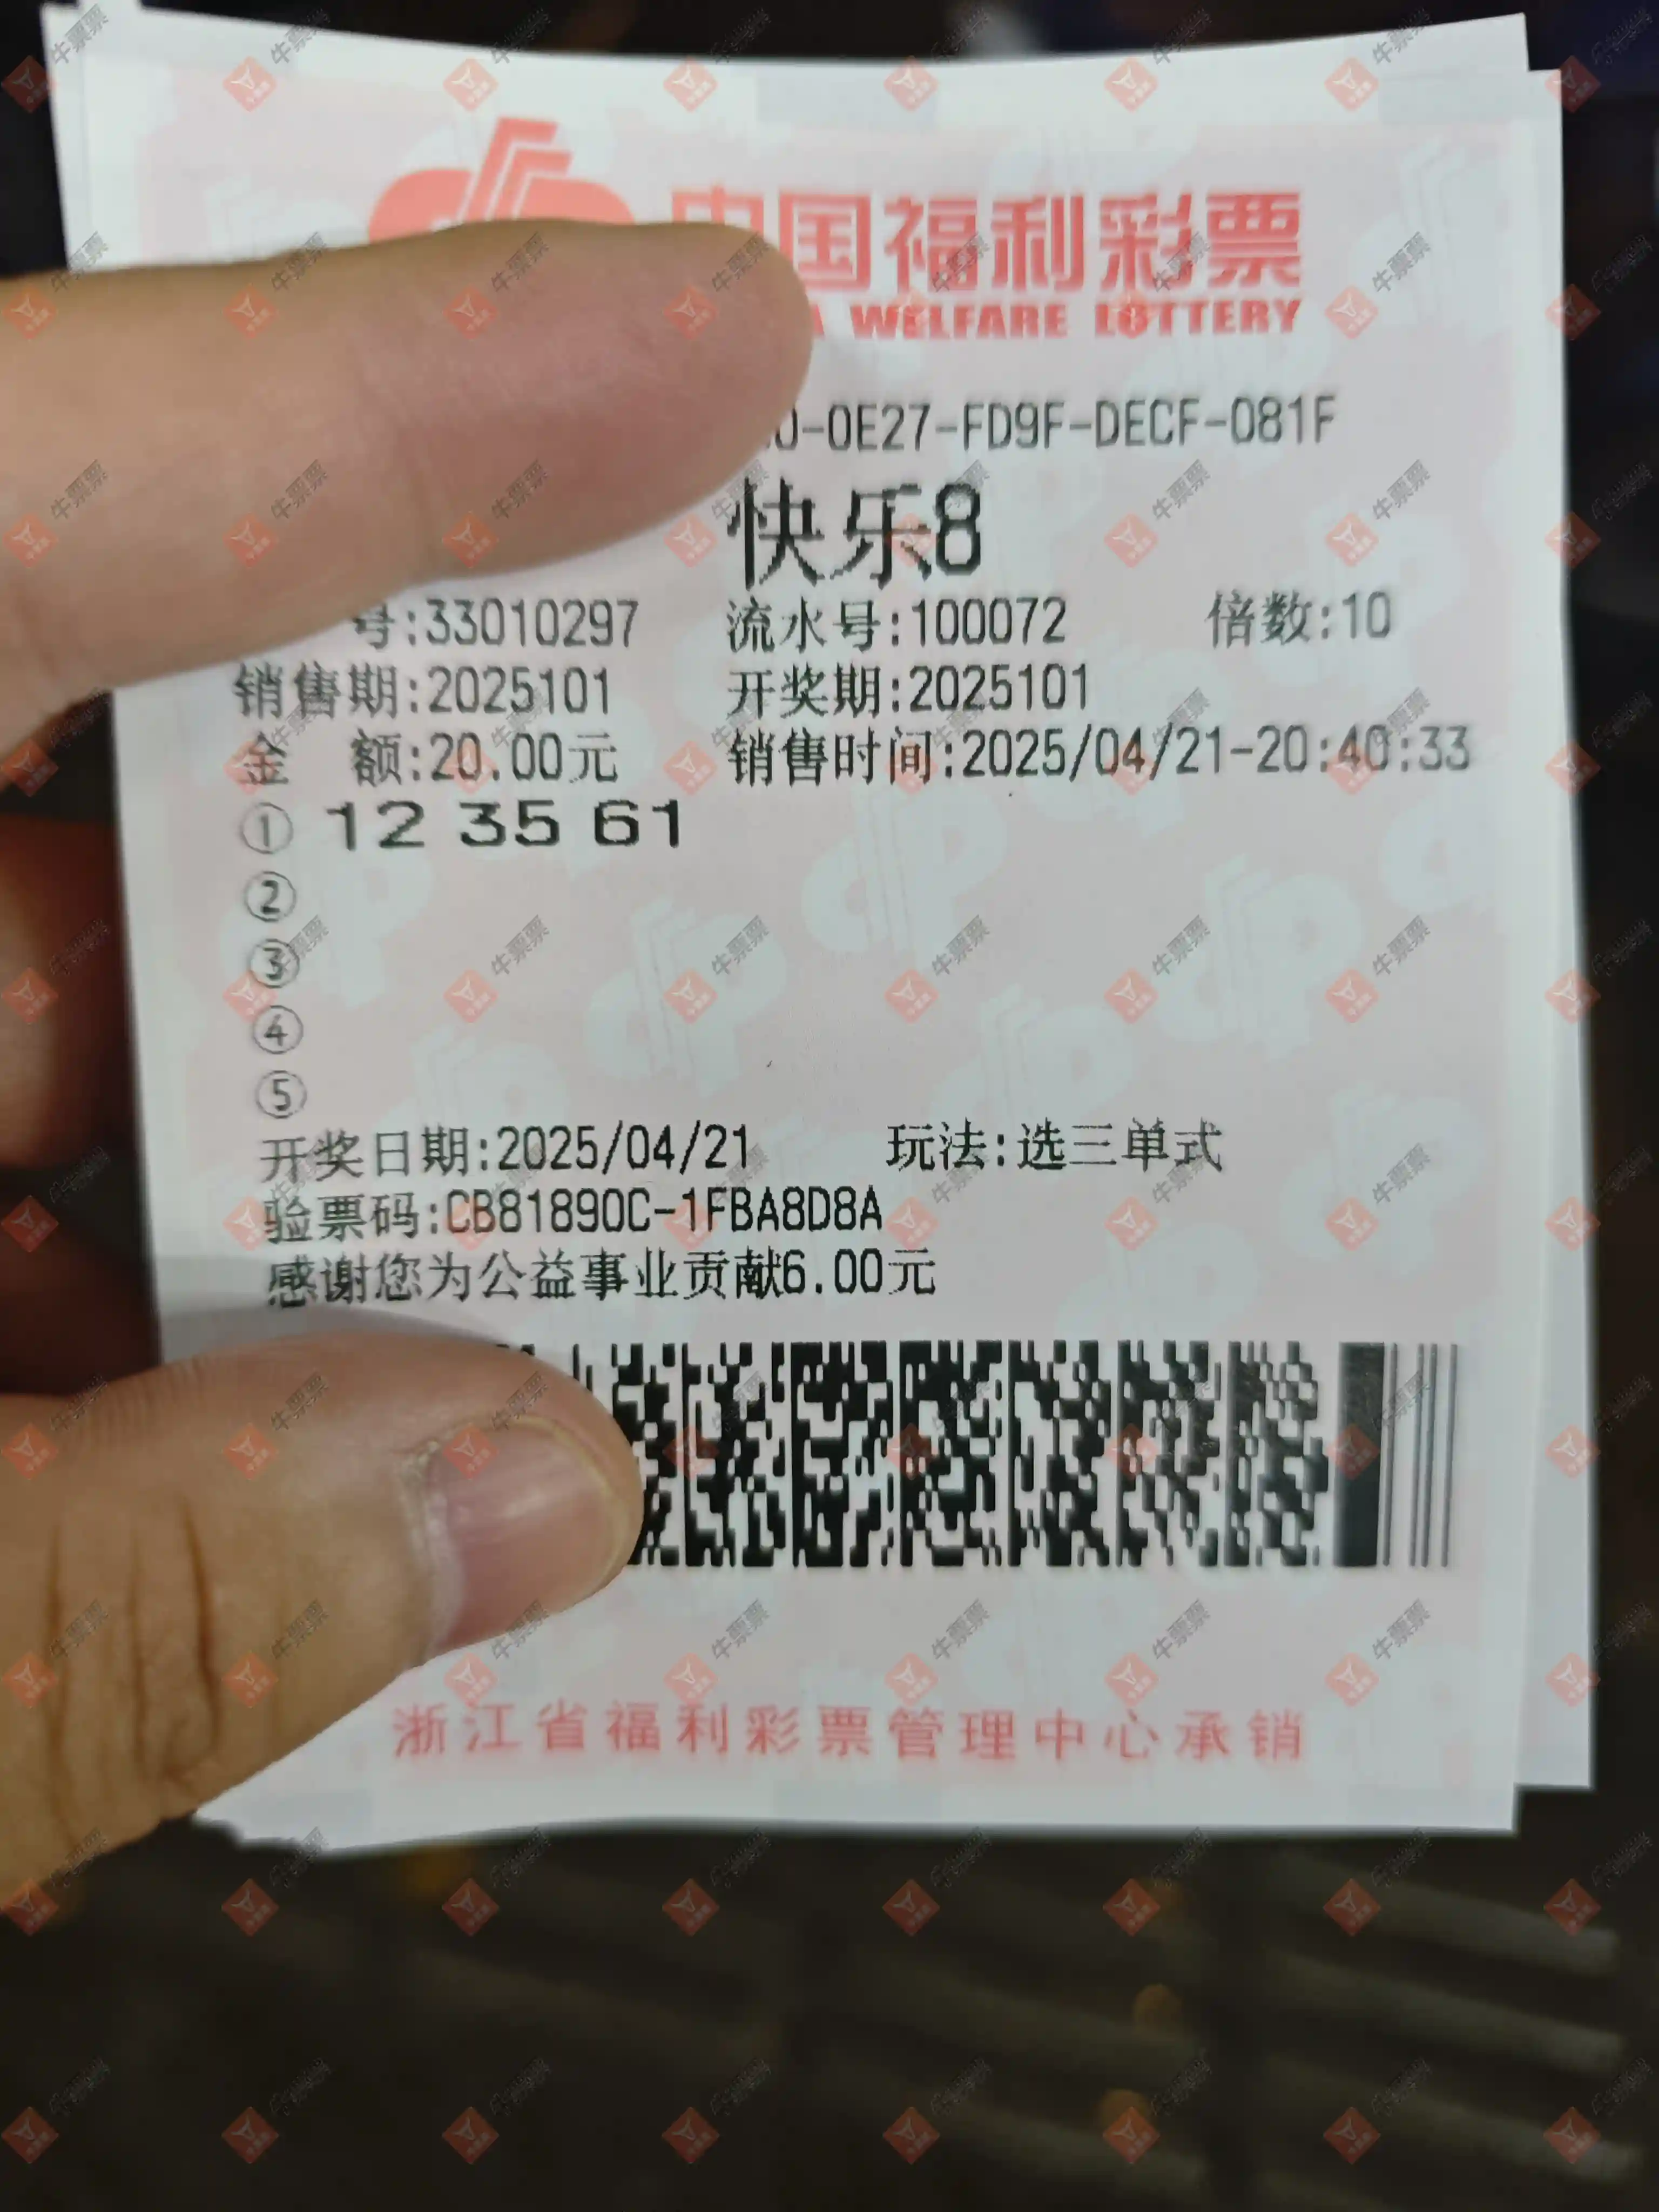 中国福利彩票
WELFARE LOTTERY
0-0E27-FD9F-DECF-081F
快乐8
号:33010297 流水号:100072 倍数:10
销售期:2025101 开奖期:2025101
金 额:20.00元 销售时间:2025/04/21-20:40:33
① 12 35 61
②
③
④
⑤
开奖日期:2025/04/21 玩法:选三单式
验票码:CB81890C-1FBA8D8A
感谢您为公益事业贡献6.00元
浙江省福利彩票管理中心承销
牛票票